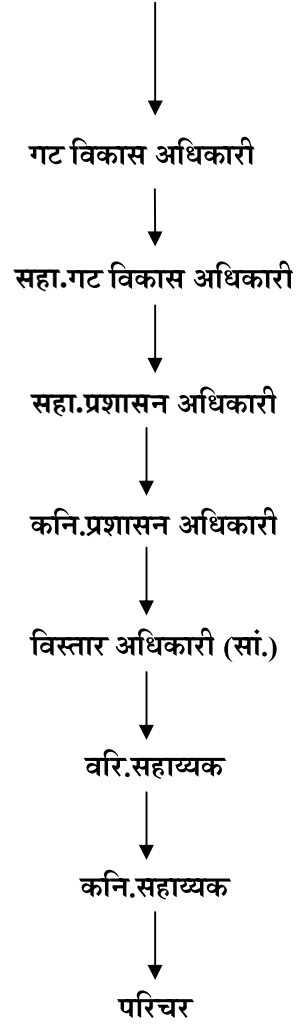 गट विकास अधिकारी
सहा.गट विकास अधिकारी
सहा.प्रशासन अधिकारी
कनि.प्रशासन अधिकारी
विस्तार अधिकारी (सां.)
वरि.सहाय्यक
कनि.सहाय्यक
परिचर